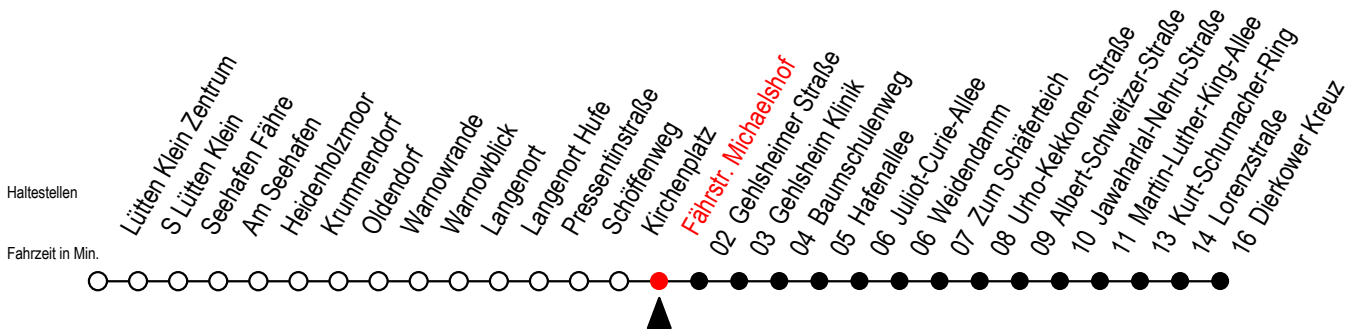 Haltestellen
Fahrzeit in Min.
Lütten Klein Zentrum
S Lütten Klein
Seehafen Fähre
Am Seehafen
Heidenholzmoor
Krummendorf
Oldendorf
Warnowrande
Warnowblick
Langenort
Langenort Hufe
Pressentinstraße
Schöffenweg
Kirchenplatz
Fährstr. Michaelshof
02 Gehlsheimer Straße
03 Gehlsheim Klinik
04 Baumschulenweg
05 Hafenallee
06 Juliot-Curie-Allee
06 Weidendamm
07 Zum Schäferteich
08 Urho-Kekkonen-Straße
09 Albert-Schweitzer-Straße
10 Jawaharlal-Nehru-Straße
11 Martin-Luther-King-Allee
13 Kurt-Schumacher-Ring
14 Lorenzstraße
16 Dierkower Kreuz